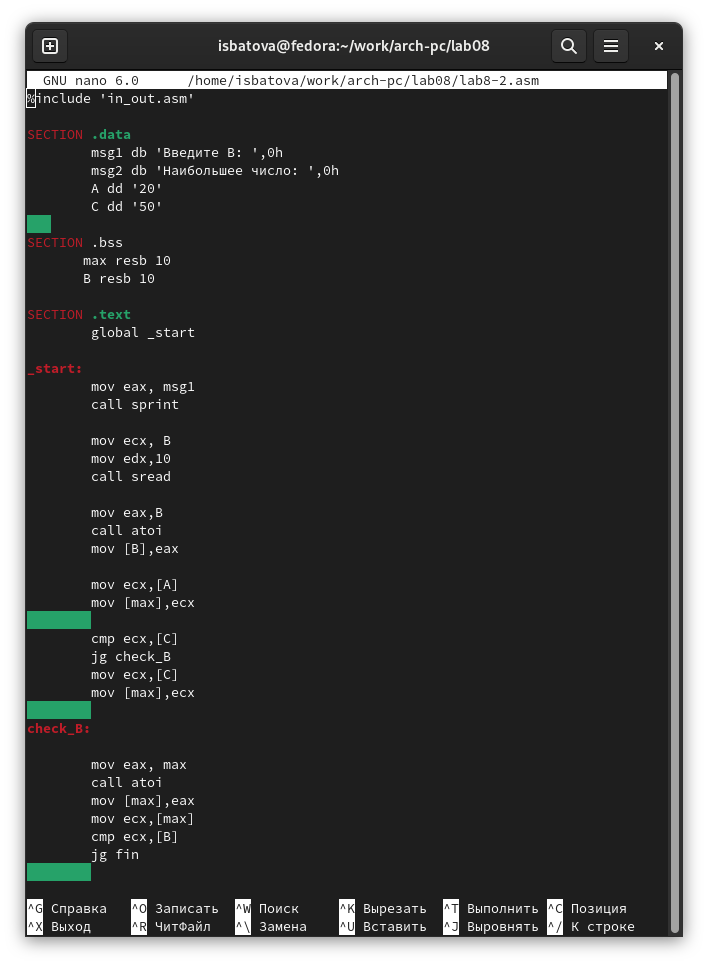 isbatova@fedora:~/work/arch-pc/lab08
GNU nano 6.0 /home/isbatova/work/arch-pc/lab08/lab8-2.asm
%include 'in_out.asm'
SECTION .data
msg1 db 'Введите B: ',0h
msg2 db 'Наибольшее число: ',0h
A dd '20'
C dd '50'
SECTION .bss
max resb 10
B resb 10
SECTION .text
global _start
_start:
mov eax, msg1
call sprint
mov ecx, B
mov edx,10
call sread
mov eax,B
call atoi
mov [B],eax
mov ecx,[A]
mov [max],ecx
cmp ecx,[C]
jg check_B
mov ecx,[C]
mov [max],ecx
check_B:
mov eax, max
call atoi
mov [max],eax
mov ecx,[max]
cmp ecx,[B]
jg fin
^G Справка ^O Записать ^W Поиск ^K Вырезать ^T Выполнить ^C Позиция
^X Выход ^R ЧитФайл ^\ Замена ^U Вставить ^J Выровнять ^/ К строке